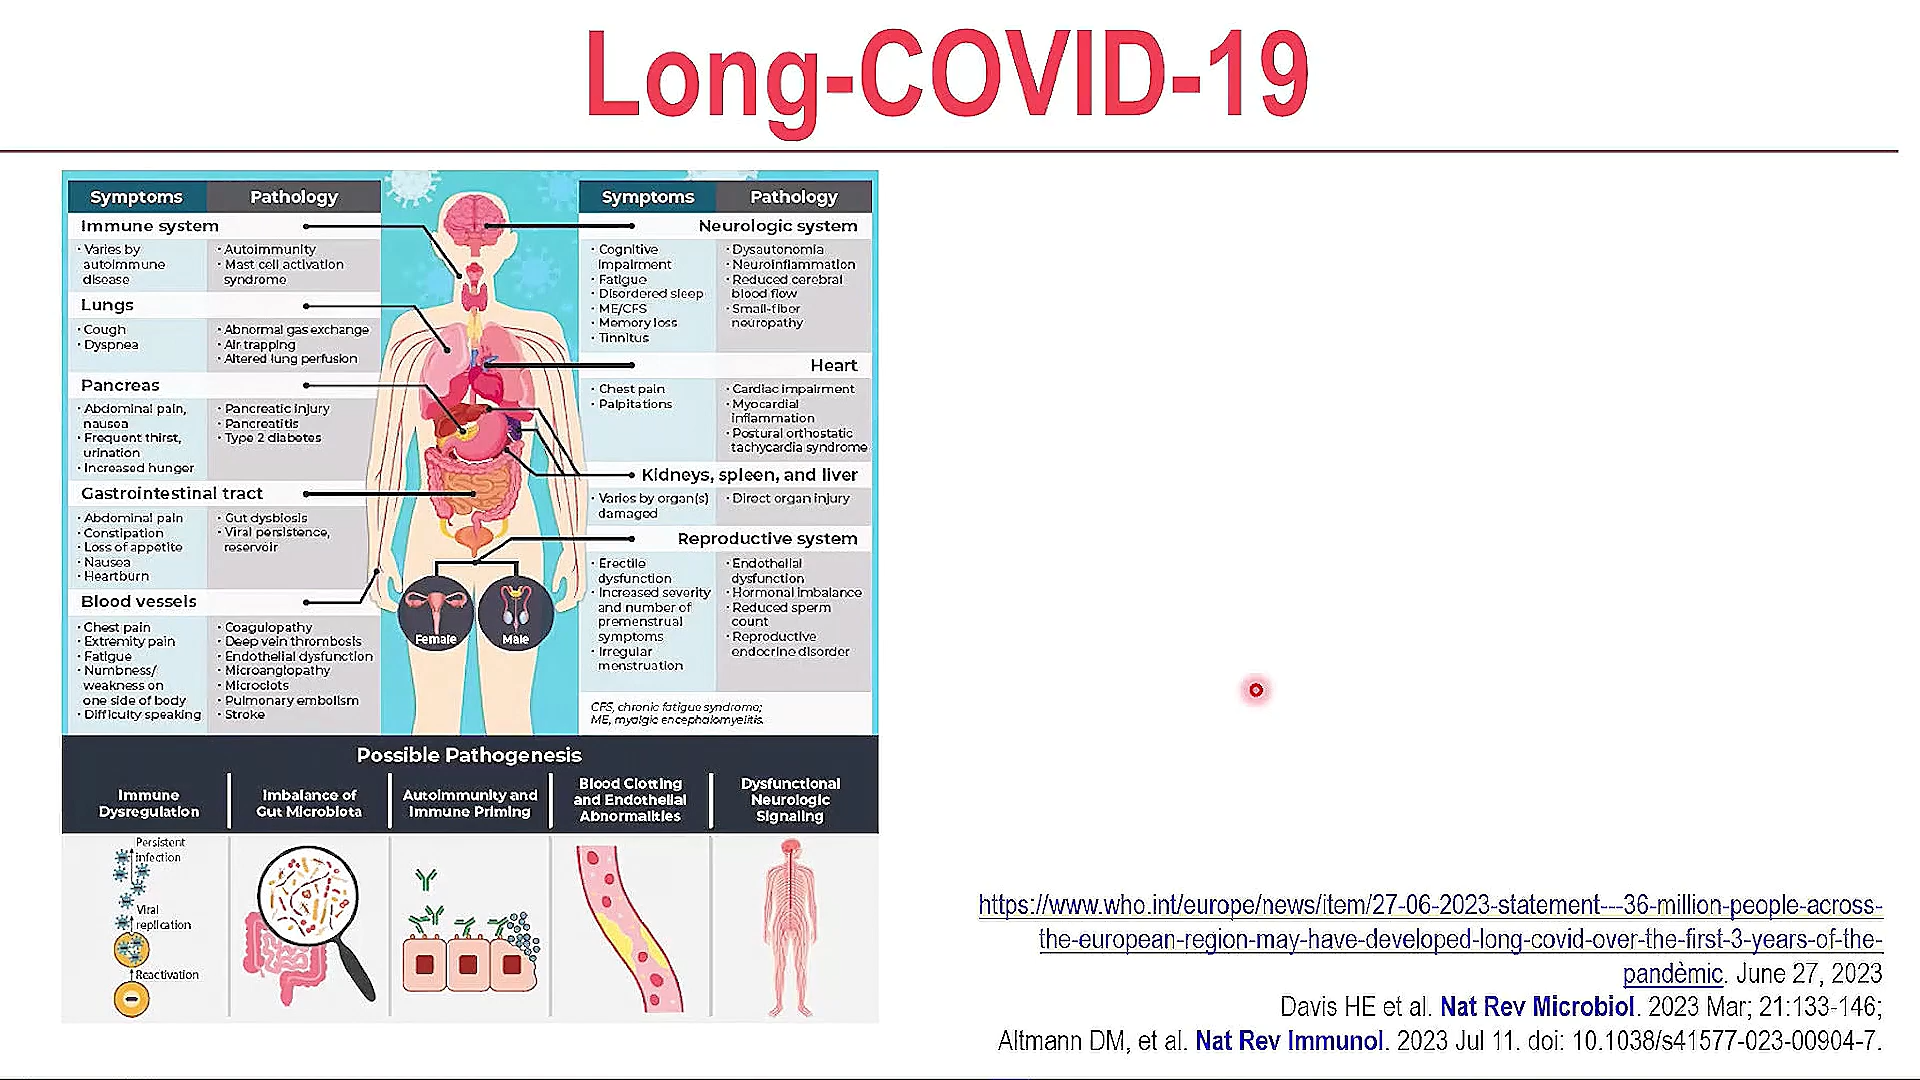 Long-COVID-19
Symptoms
Pathology
Immune system
· Varies by
autoimmune
disease
· Autoimmunity
· Mast cell activation
syndrome
Lungs
· Cough
· Dyspnea
· Abnormal gas exchange
· Air trapping
· Altered lung perfusion
Pancreas
· Abdominal pain,
nausea
· Frequent thirst,
urination
· Increased hunger
· Pancreatic injury
· Pancreatitis
· Type 2 diabetes
Gastrointestinal tract
· Abdominal pain
· Constipation
· Loss of appetite
· Nausea
· Heartburn
· Gut dysbiosis
· Viral persistence,
reservoir
Blood vessels
· Chest pain
· Extremity pain
· Fatigue
· Numbness/
weakness on
one side of body
· Difficulty speaking
· Coagulopathy
· Deep vein thrombosis
· Endothelial dysfunction
· Microangiopathy
· Microclots
· Pulmonary embolism
· Stroke
Female
Male
Symptoms
Pathology
Neurologic system
· Cognitive
impairment
· Fatigue
· Disordered sleep
· ME/CFS
· Memory loss
· Tinnitus
· Dysautonomia
· Neuroinflammation
· Reduced cerebral
blood flow
· Small-fiber
neuropathy
Heart
· Chest pain
· Palpitations
· Cardiac impairment
· Myocardial
inflammation
· Postural orthostatic
tachycardia syndrome
Kidneys, spleen, and liver
· Varies by organ(s)
damaged
· Direct organ injury
Reproductive system
· Erectile
dysfunction
· Increased severity
and number of
premenstrual
symptoms
· Irregular
menstruation
· Endothelial
dysfunction
· Hormonal imbalance
· Reduced sperm
count
· Reproductive
endocrine disorder
CFS, chronic fatigue syndrome;
ME, myalgic encephalomyelitis.
Possible Pathogenesis
Immune
Dysregulation
Imbalance of
Gut Microbiota
Autoimmunity and
Immune Priming
Blood Clotting
and Endothelial
Abnormalities
Dysfunctional
Neurologic
Signaling
Persistent
infection
Viral
replication
Reactivation
https://www.who.int/europe/news/item/27-06-2023-statement---36-million-people-across-
the-european-region-may-have-developed-long-covid-over-the-first-3-years-of-the-
pandèmic. June 27, 2023
Davis HE et al. Nat Rev Microbiol. 2023 Mar; 21:133-146;
Altmann DM, et al. Nat Rev Immunol. 2023 Jul 11. doi: 10.1038/s41577-023-00904-7.